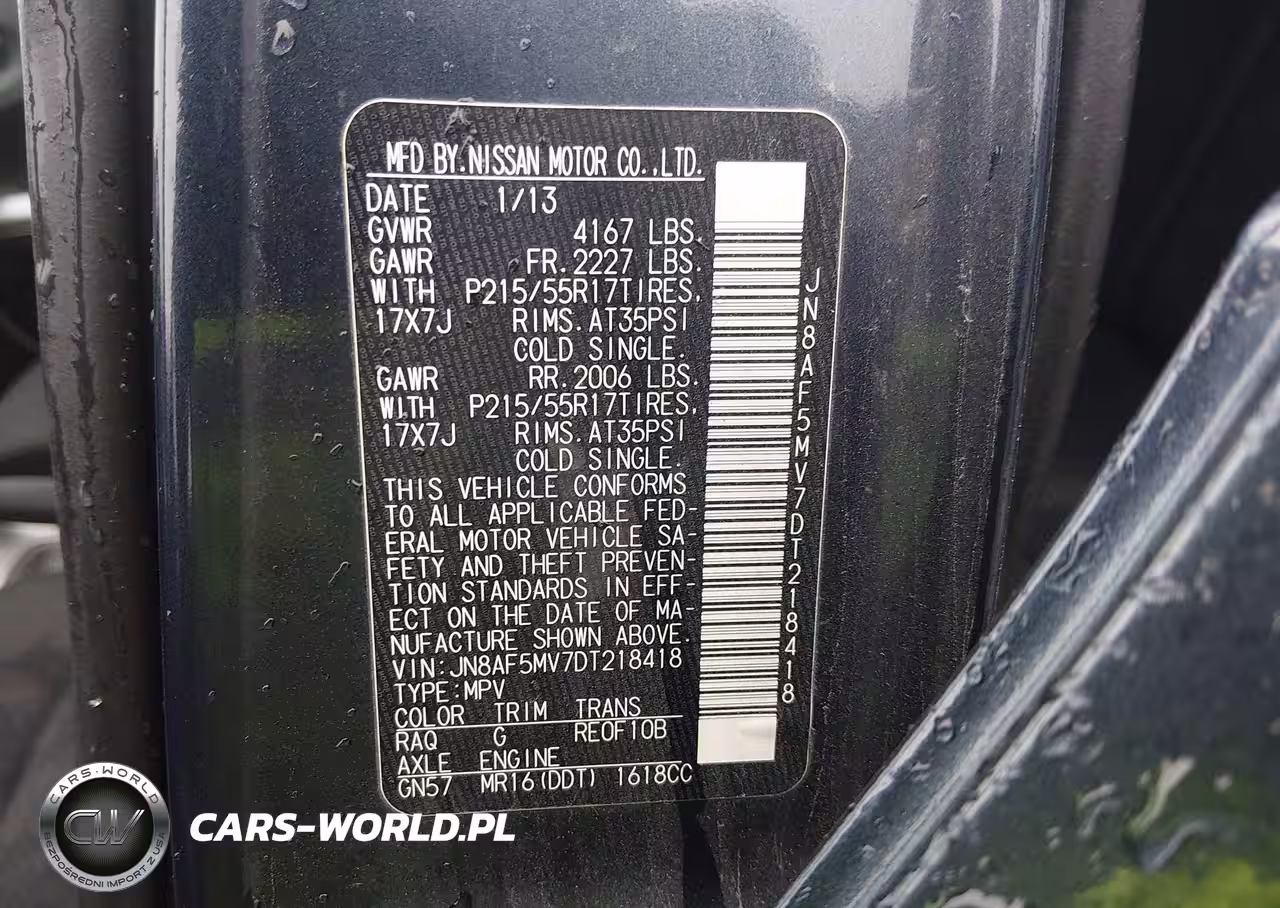 MFD BY.NISSAN MOTOR CO.,LTD.
DATE 1/13
GVWR 4167 LBS.
GAWR FR.2227 LBS.
WITH P215/55R17TIRES,
17X7J RIMS.AT35PSI
COLD SINGLE.
GAWR RR.2006 LBS.
WITH P215/55R17TIRES,
17X7J RIMS.AT35PSI
COLD SINGLE.
THIS VEHICLE CONFORMS
TO ALL APPLICABLE FED-
ERAL MOTOR VEHICLE SA-
FETY AND THEFT PREVEN-
TION STANDARDS IN EFF-
ECT ON THE DATE OF MA-
NUFACTURE SHOWN ABOVE.
VIN:JN8AF5MV7DT218418
TYPE:MPV
COLOR TRIM TRANS
RAQ G RE0F10B
AXLE ENGINE
GN57 MR16(DDT) 1618CC
JN8AF5MV7DT218418
CARS-WORLD
CW
BEZPOŚREDNI IMPORT Z USA
CARS-WORLD.PL